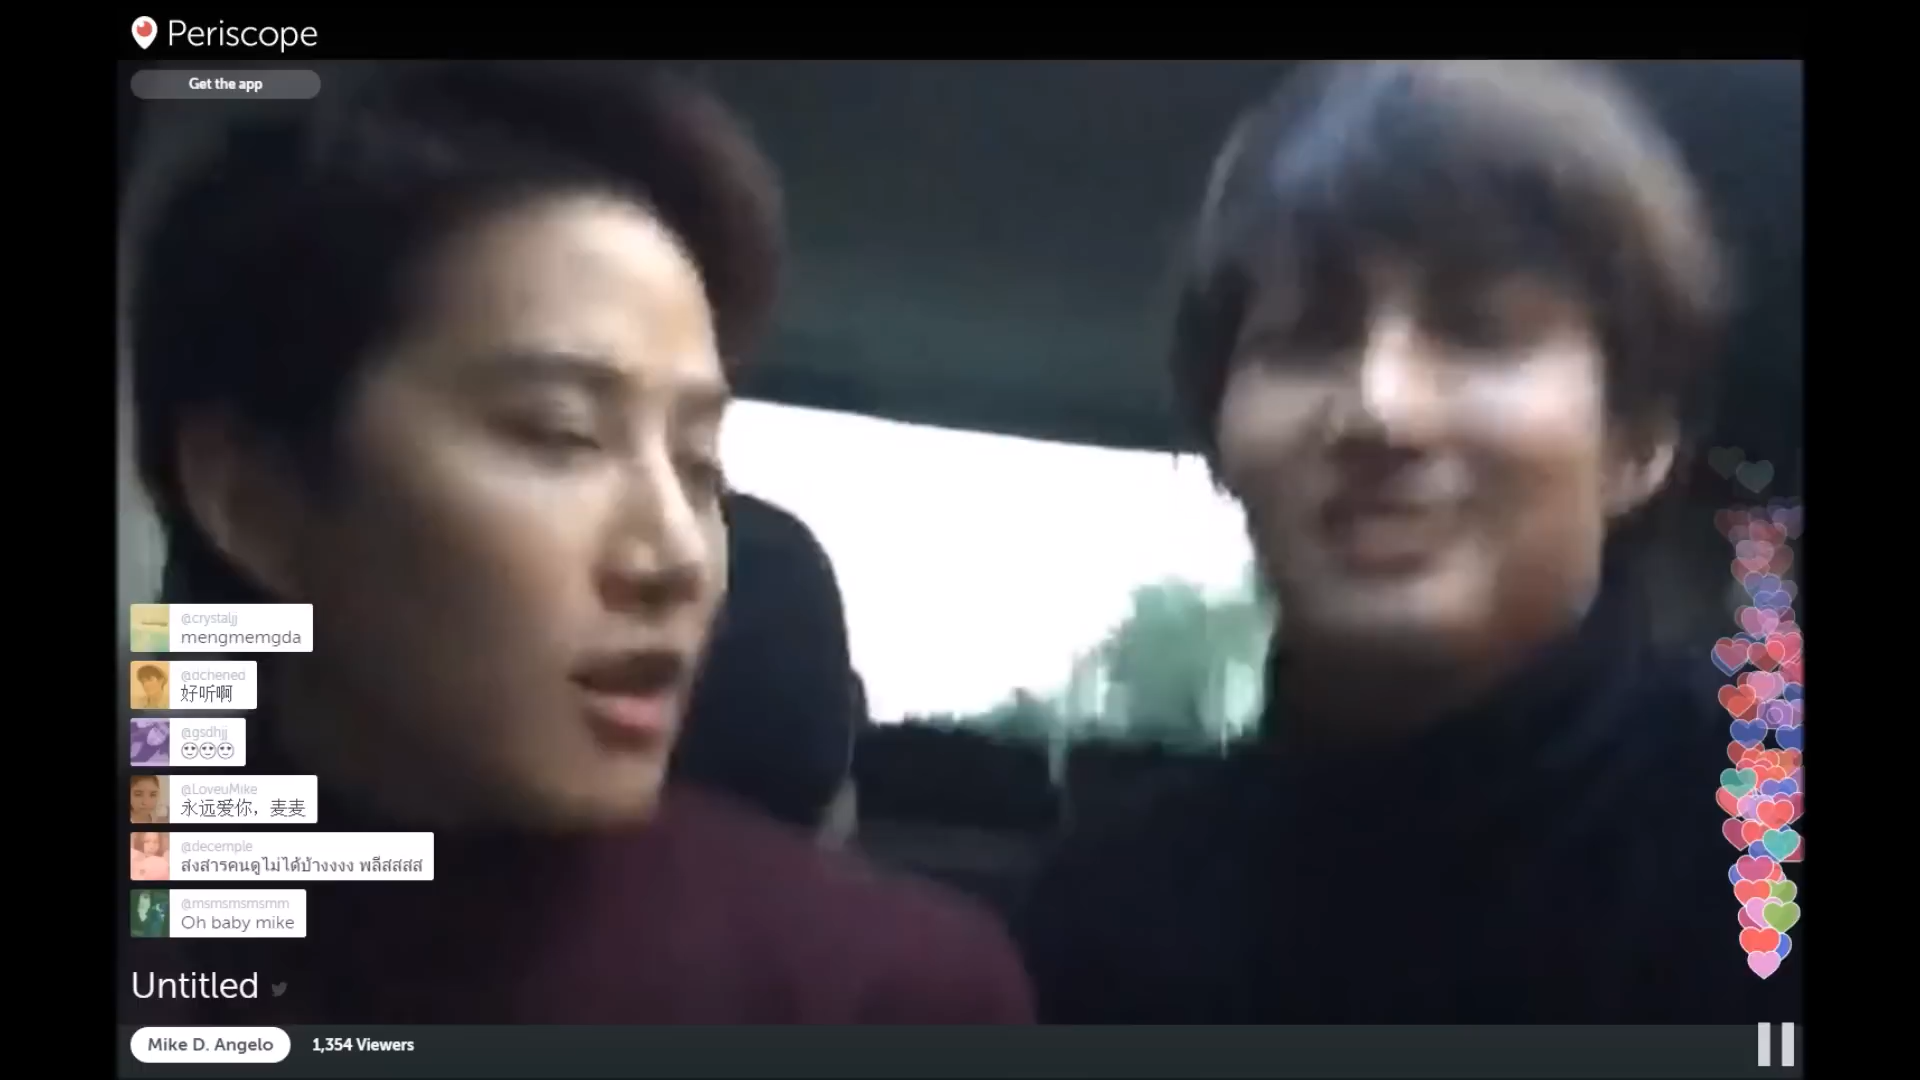 Periscope
Get the app
@crystaljj
mengmemgda
@dchened
好听啊
@gsdhjj
@LoveuMike
永远爱你，麦麦
@decemple
สงสารคนดูไม่ได้บ้างงงง พลีสสสส
@msmsmsmsmm
Oh baby mike
Untitled
Mike D. Angelo
1,354 Viewers